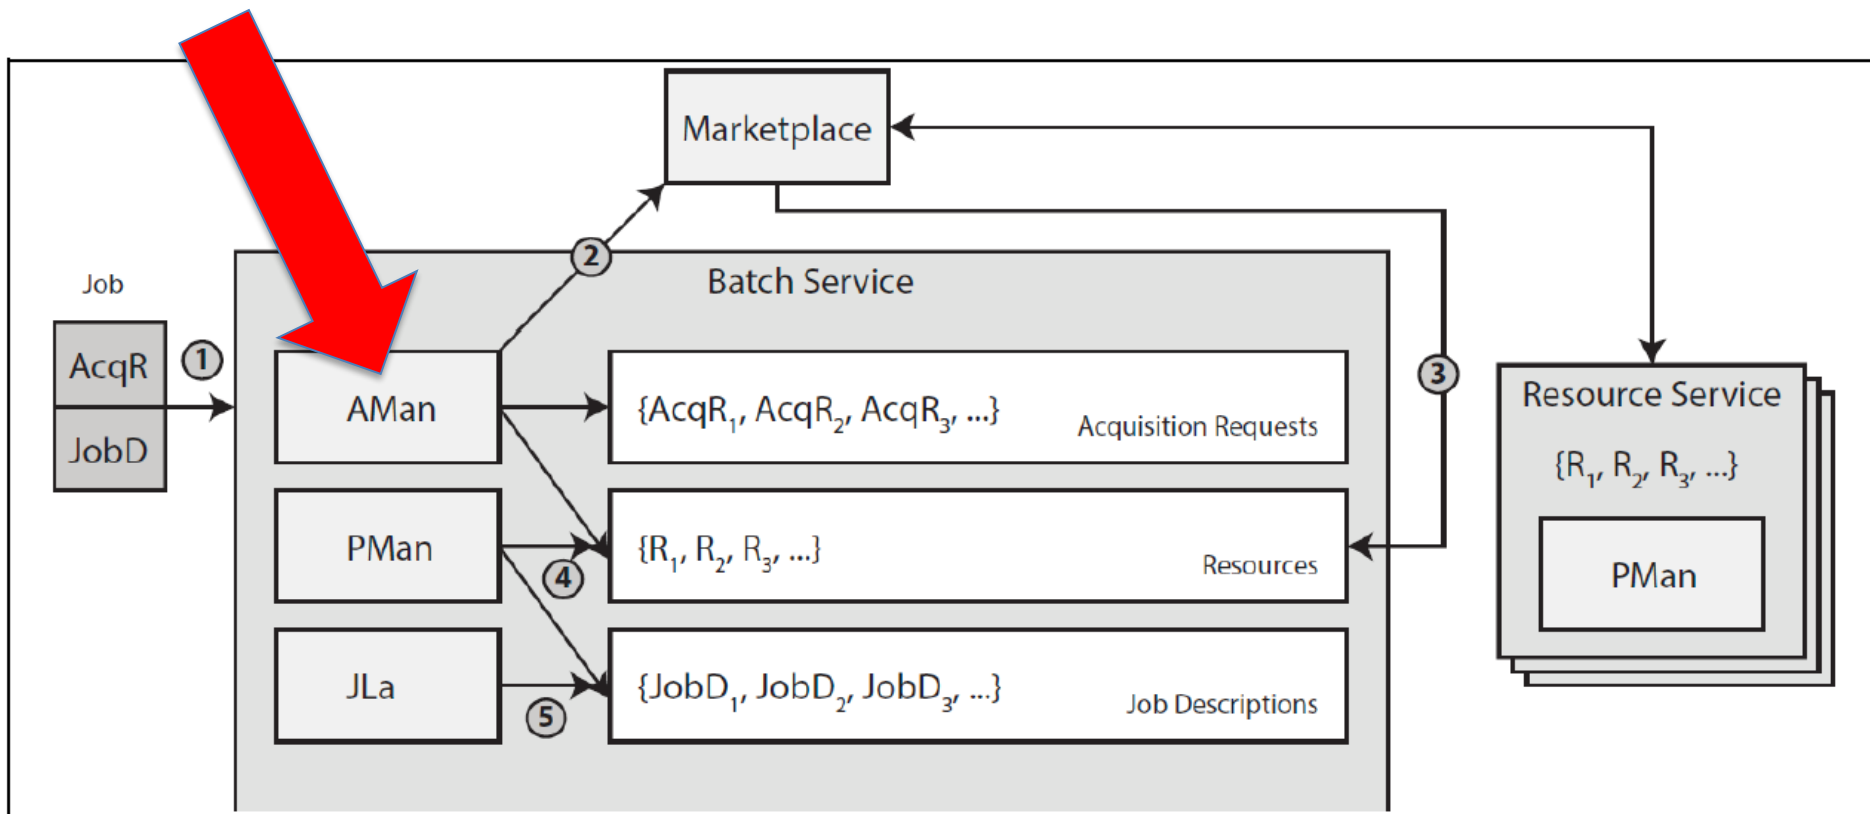 Marketplace
2
Batch Service
Job
AcqR
JobD
1
AMan
{AcqR₁, AcqR₂, AcqR₃, ...}
Acquisition Requests
3
PMan
4
{R₁, R₂, R₃, ...}
Resources
JLa
5
{JobD₁, JobD₂, JobD₃, ...}
Job Descriptions
Resource Service
{R₁, R₂, R₃, ...}
PMan